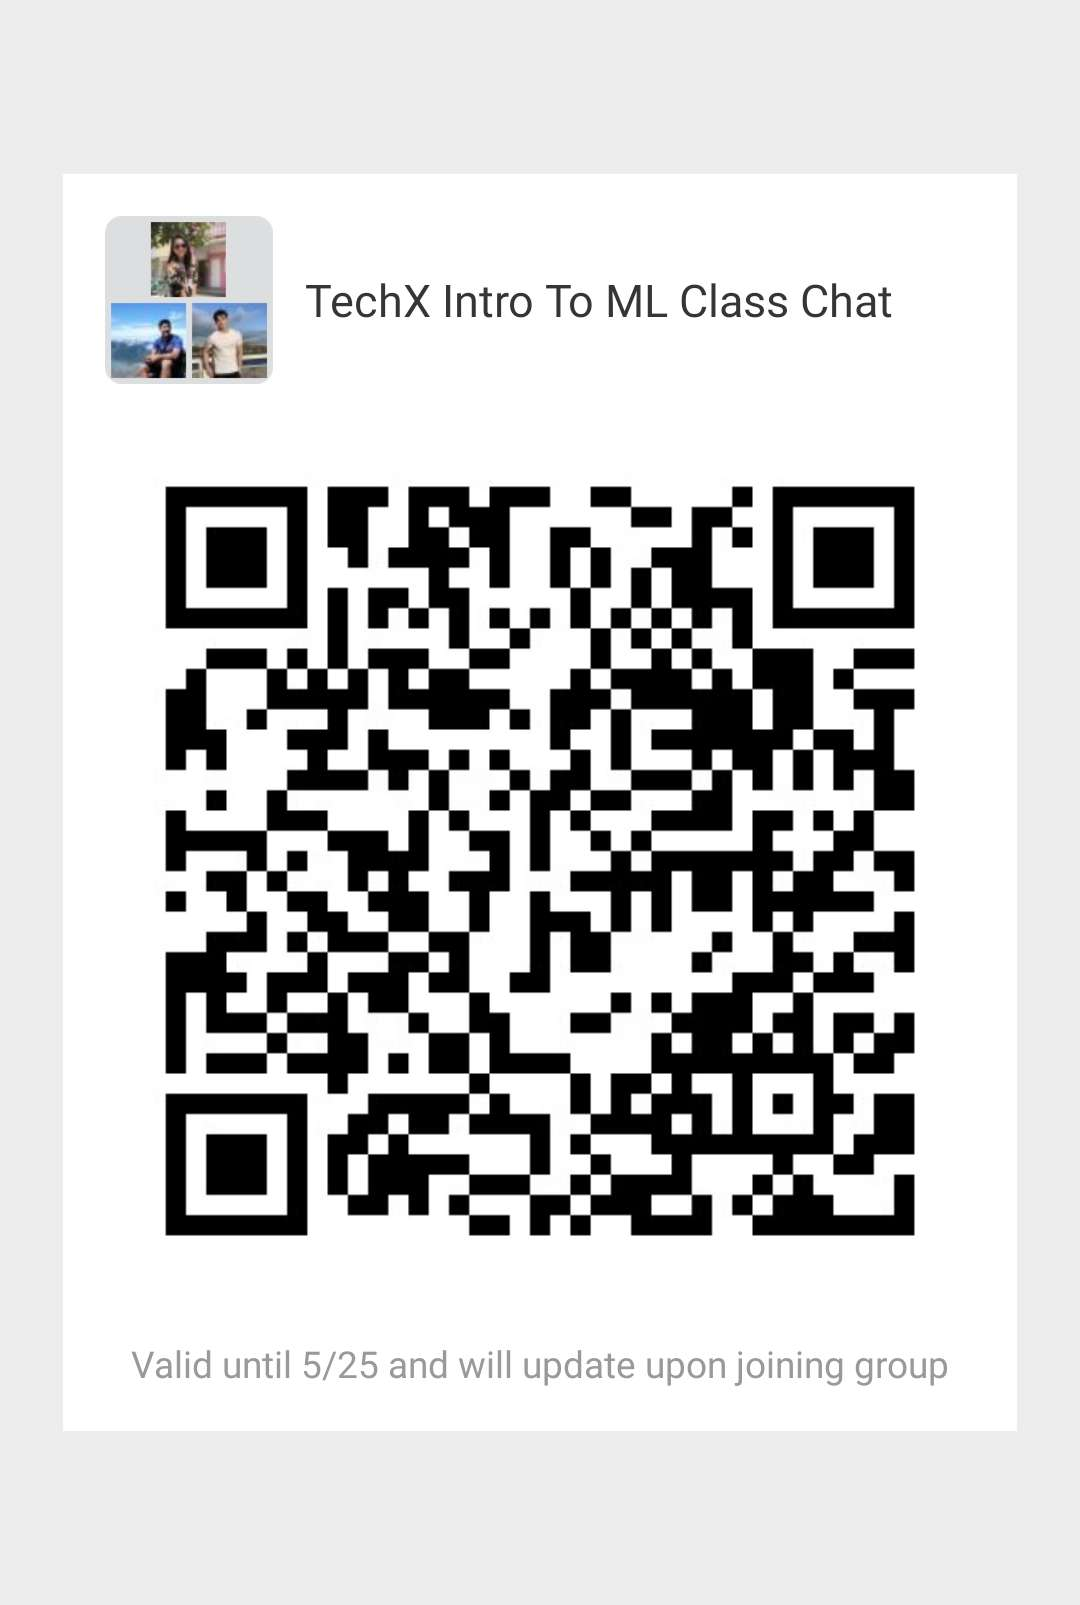 TechX Intro To ML Class Chat
Valid until 5/25 and will update upon joining group